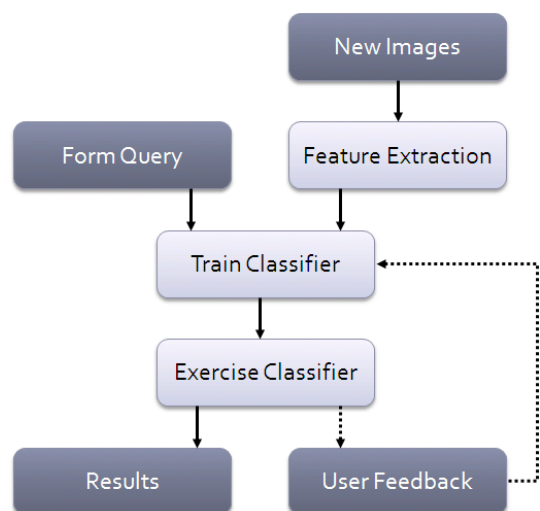 New Images
Form Query
Feature Extraction
Train Classifier
Exercise Classifier
Results
User Feedback